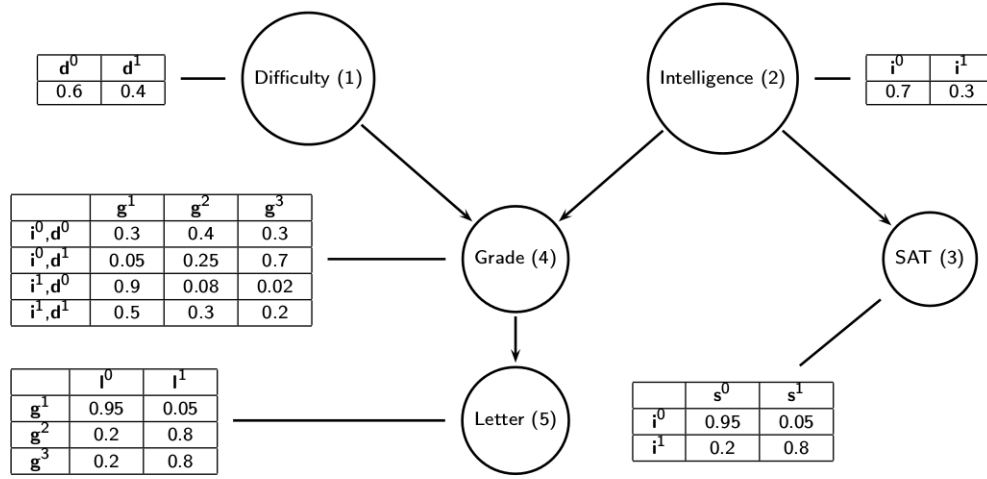 d⁰ d¹
0.6 0.4
Difficulty (1)
Intelligence (2)
i⁰ i¹
0.7 0.3
g¹ g² g³
i⁰,d⁰ 0.3 0.4 0.3
i⁰,d¹ 0.05 0.25 0.7
i¹,d⁰ 0.9 0.08 0.02
i¹,d¹ 0.5 0.3 0.2
Grade (4)
SAT (3)
l⁰ l¹
g¹ 0.95 0.05
g² 0.2 0.8
g³ 0.2 0.8
Letter (5)
s⁰ s¹
i⁰ 0.95 0.05
i¹ 0.2 0.8